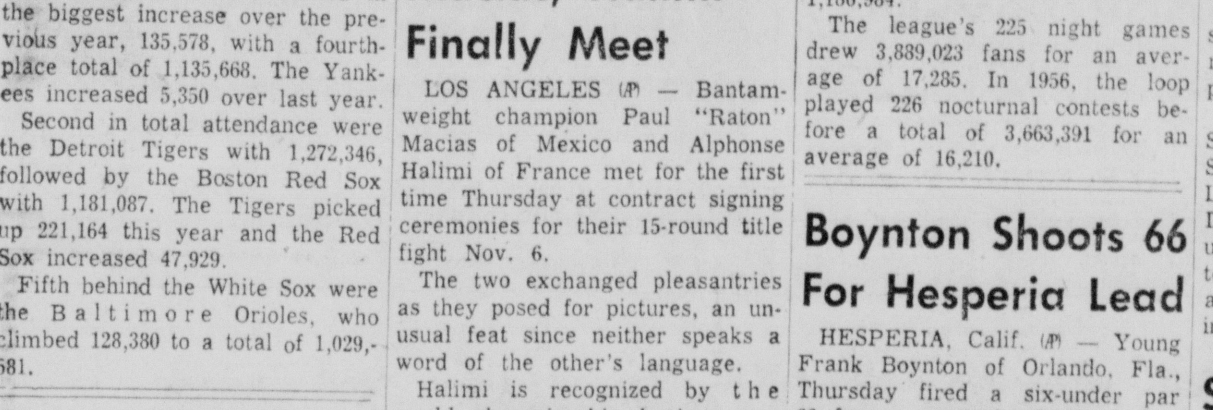 the biggest increase over the pre-
vious year, 135,578, with a fourth-
place total of 1,135,668. The Yank-
ees increased 5,350 over last year.
Second in total attendance were
the Detroit Tigers with 1,272,346,
followed by the Boston Red Sox
with 1,181,087. The Tigers picked
up 221,164 this year and the Red
Sox increased 47,929.
Fifth behind the White Sox were
the Baltimore Orioles, who
climbed 128,380 to a total of 1,029,-
581.
Finally Meet
LOS ANGELES (AP) — Bantam-
weight champion Paul "Raton"
Macias of Mexico and Alphonse
Halimi of France met for the first
time Thursday at contract signing
ceremonies for their 15-round title
fight Nov. 6.
The two exchanged pleasantries
as they posed for pictures, an un-
usual feat since neither speaks a
word of the other's language.
Halimi is recognized by the
The league's 225 night games
drew 3,889,023 fans for an aver-
age of 17,285. In 1956, the loop
played 226 nocturnal contests be-
fore a total of 3,663,391 for an
average of 16,210.
Boynton Shoots 66
For Hesperia Lead
HESPERIA, Calif. (AP) — Young
Frank Boynton of Orlando, Fla.,
Thursday fired a six-under par